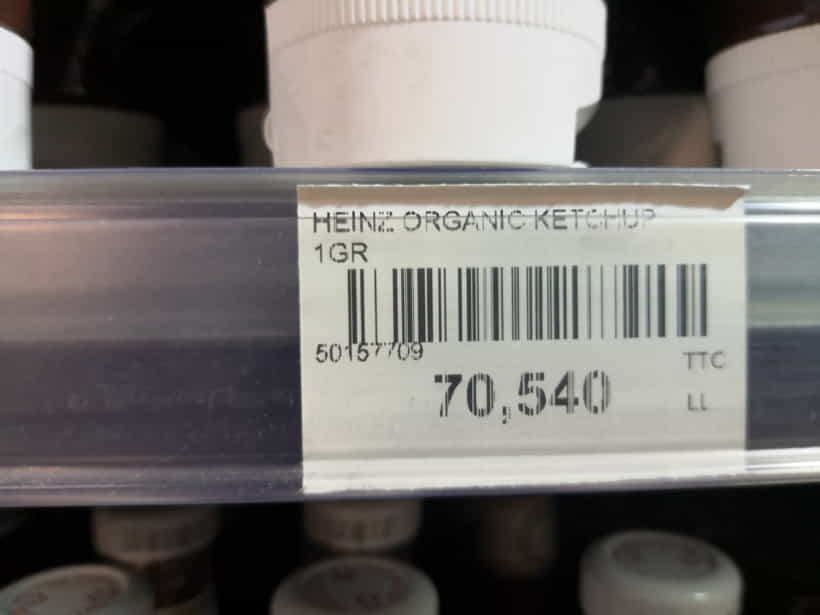 HEINZ ORGANIC KETCHUP
1GR
50157709
TTC
70,540
LL